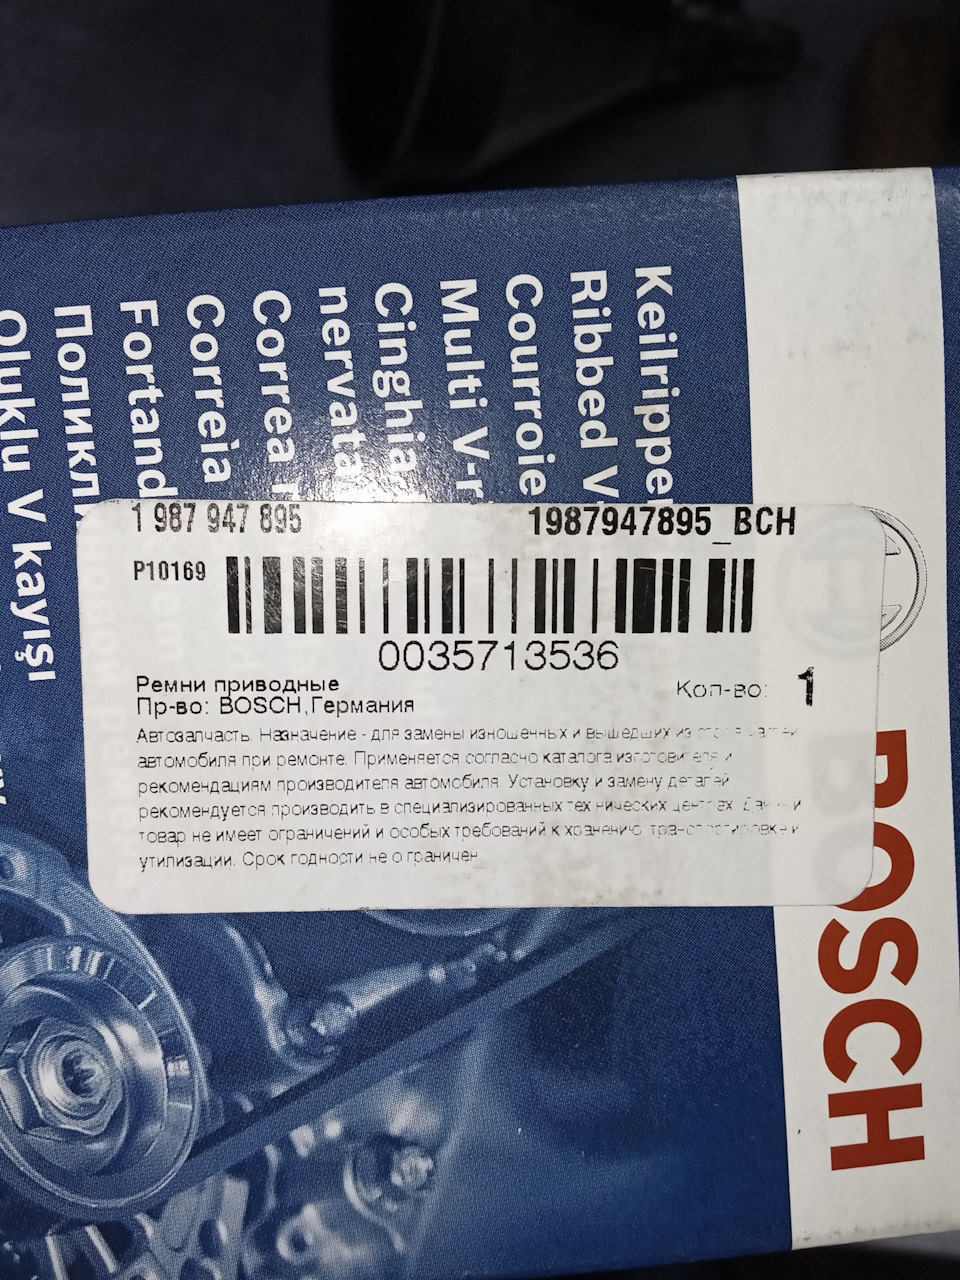 Keilrippe
Ribbed V-
Courroie
Multi V-r
Cinghia
nervata
Correa
Correia
Fortand
Поликл
Oluklu V kayışı
1 987 947 895
1987947895_BCH
P10169
0035713536
Ремни приводные
Кол-во: 1
Пр-во: BOSCH,Германия
Автозапчасть. Назначение - для замены изношенных и вышедших из строя
автомобиля при ремонте. Применяется согласно каталога изготовителя и
рекомендациям производителя автомобиля. Установку и замену деталей
рекомендуется производить в специализированных технических центрах. Данный
товар не имеет ограничений и особых требований к хранению, транспортировке и
утилизации. Срок годности не ограничен
BOSCH